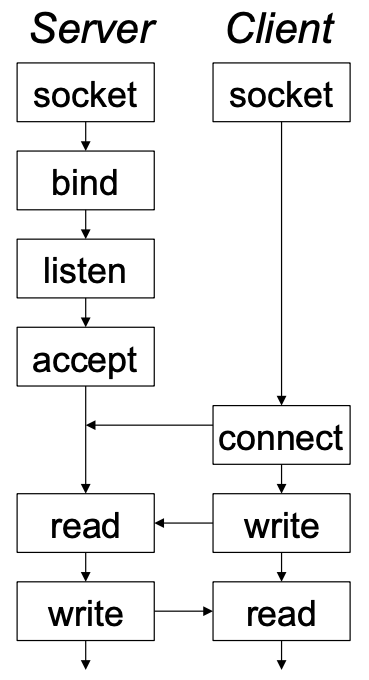 Server Client
socket socket
bind
listen
accept
connect
read write
write read